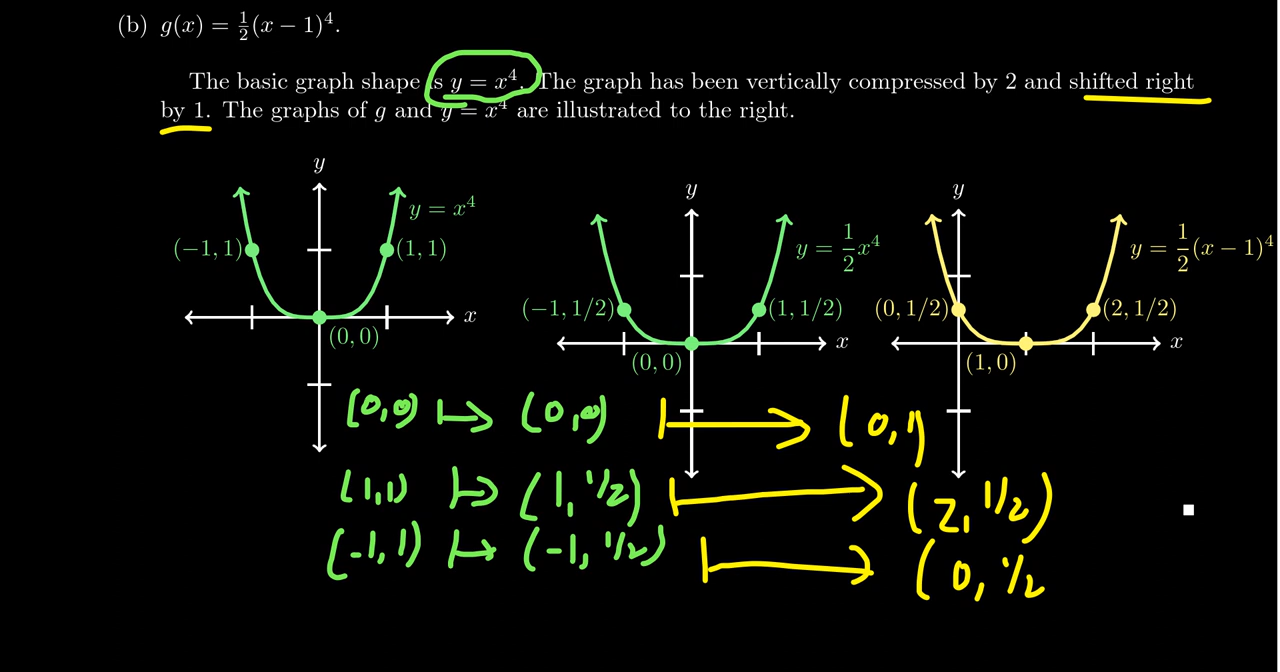 (b) g(x) = ½(x − 1)⁴.
The basic graph shape is y = x⁴. The graph has been vertically compressed by 2 and shifted right
by 1. The graphs of g and y = x⁴ are illustrated to the right.
y
y = x⁴
(−1, 1)
(1, 1)
x
(0, 0)
y
y = ½x⁴
(−1, 1/2)
(1, 1/2)
x
(0, 0)
y
y = ½(x − 1)⁴
(0, 1/2)
(2, 1/2)
x
(1, 0)
(0,0) ↦ (0,0) ↦ (0,1)
(1,1) ↦ (1, 1/2) ↦ (2, 1/2)
(-1, 1) ↦ (-1, 1/2) ↦ (0, 1/2